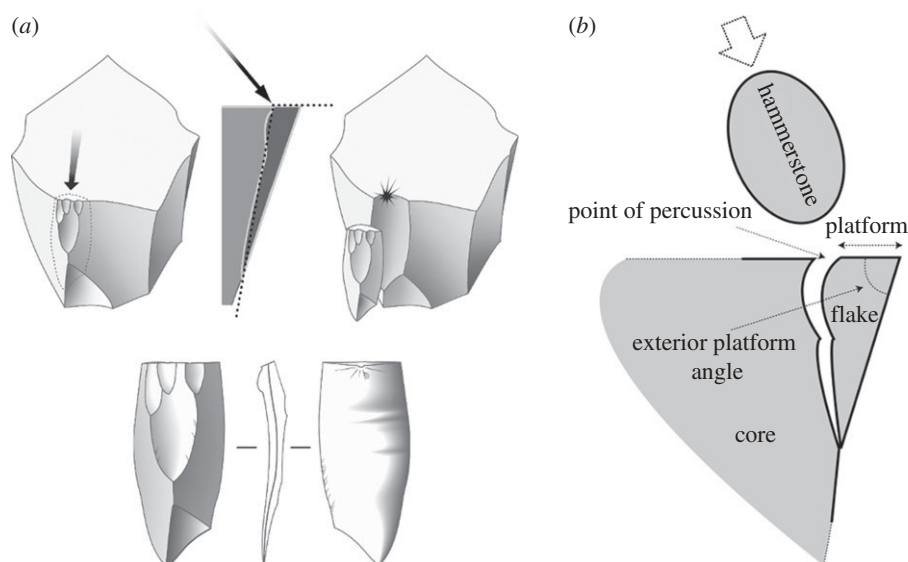 (a)
(b)
hammerstone
point of percussion
platform
flake
exterior platform
angle
core